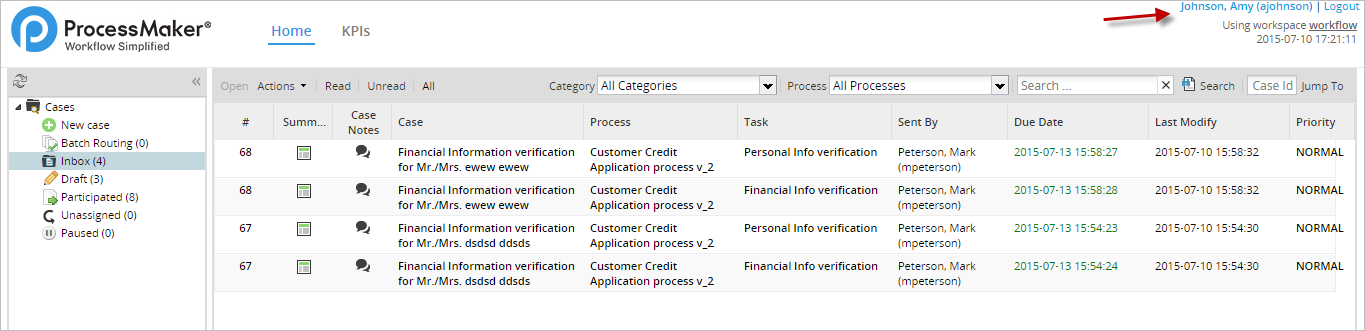 ProcessMaker®
Workflow Simplified
Home KPIs
Johnson, Amy (ajohnson) | Logout
Using workspace workflow
2015-07-10 17:21:11
Cases
New case
Batch Routing (0)
Inbox (4)
Draft (3)
Participated (8)
Unassigned (0)
Paused (0)
Open Actions Read Unread All Category All Categories Process All Processes Search ... Search Case Id Jump To
# Summ... Case Notes Case Process Task Sent By Due Date Last Modify Priority
68 Financial Information verification Customer Credit Personal Info verification Peterson, Mark 2015-07-13 15:58:27 2015-07-10 15:58:32 NORMAL
for Mr./Mrs. ewew ewew Application process v_2 (mpeterson)
68 Financial Information verification Customer Credit Financial Info verification Peterson, Mark 2015-07-13 15:58:28 2015-07-10 15:58:32 NORMAL
for Mr./Mrs. ewew ewew Application process v_2 (mpeterson)
67 Financial Information verification Customer Credit Personal Info verification Peterson, Mark 2015-07-13 15:54:23 2015-07-10 15:54:30 NORMAL
for Mr./Mrs. dsdsd ddsds Application process v_2 (mpeterson)
67 Financial Information verification Customer Credit Financial Info verification Peterson, Mark 2015-07-13 15:54:24 2015-07-10 15:54:30 NORMAL
for Mr./Mrs. dsdsd ddsds Application process v_2 (mpeterson)